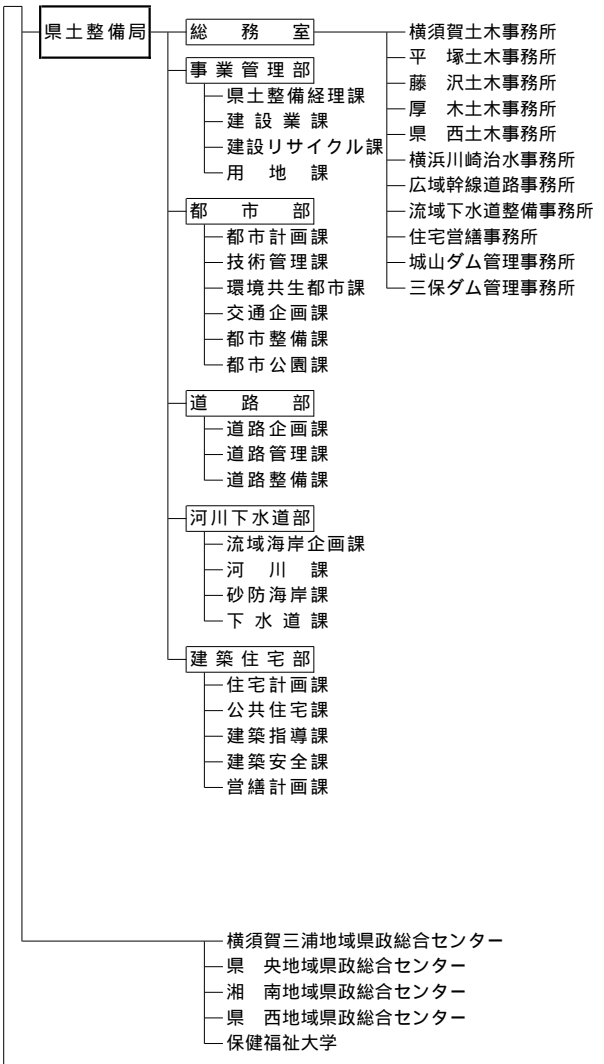 県土整備局
総務室
事業管理部
県土整備経理課
建設業課
建設リサイクル課
用地課
都市部
都市計画課
技術管理課
環境共生都市課
交通企画課
都市整備課
都市公園課
道路部
道路企画課
道路管理課
道路整備課
河川下水道部
流域海岸企画課
河川課
砂防海岸課
下水道課
建築住宅部
住宅計画課
公共住宅課
建築指導課
建築安全課
営繕計画課
横須賀土木事務所
平塚土木事務所
藤沢土木事務所
厚木土木事務所
県西土木事務所
横浜川崎治水事務所
広域幹線道路事務所
流域下水道整備事務所
住宅営繕事務所
城山ダム管理事務所
三保ダム管理事務所
横須賀三浦地域県政総合センター
県央地域県政総合センター
湘南地域県政総合センター
県西地域県政総合センター
保健福祉大学